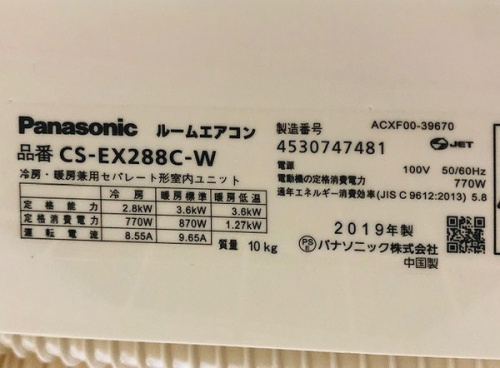 Panasonic ルームエアコン
品番 CS-EX288C-W
冷房・暖房兼用セパレート形室内ユニット
冷房 暖房標準 暖房低温
定格能力 2.8kW 3.6kW 3.6kW
定格消費電力 770W 870W 1.27kW
運転電流 8.55A 9.65A
質量 10kg
ACXF00-39670
製造番号
4530747481 JET
電源 100V 50/60Hz
電動機の定格消費電力 770W
通年エネルギー消費効率(JIS C 9612:2013) 5.8
2019年製
PS E パナソニック株式会社
中国製